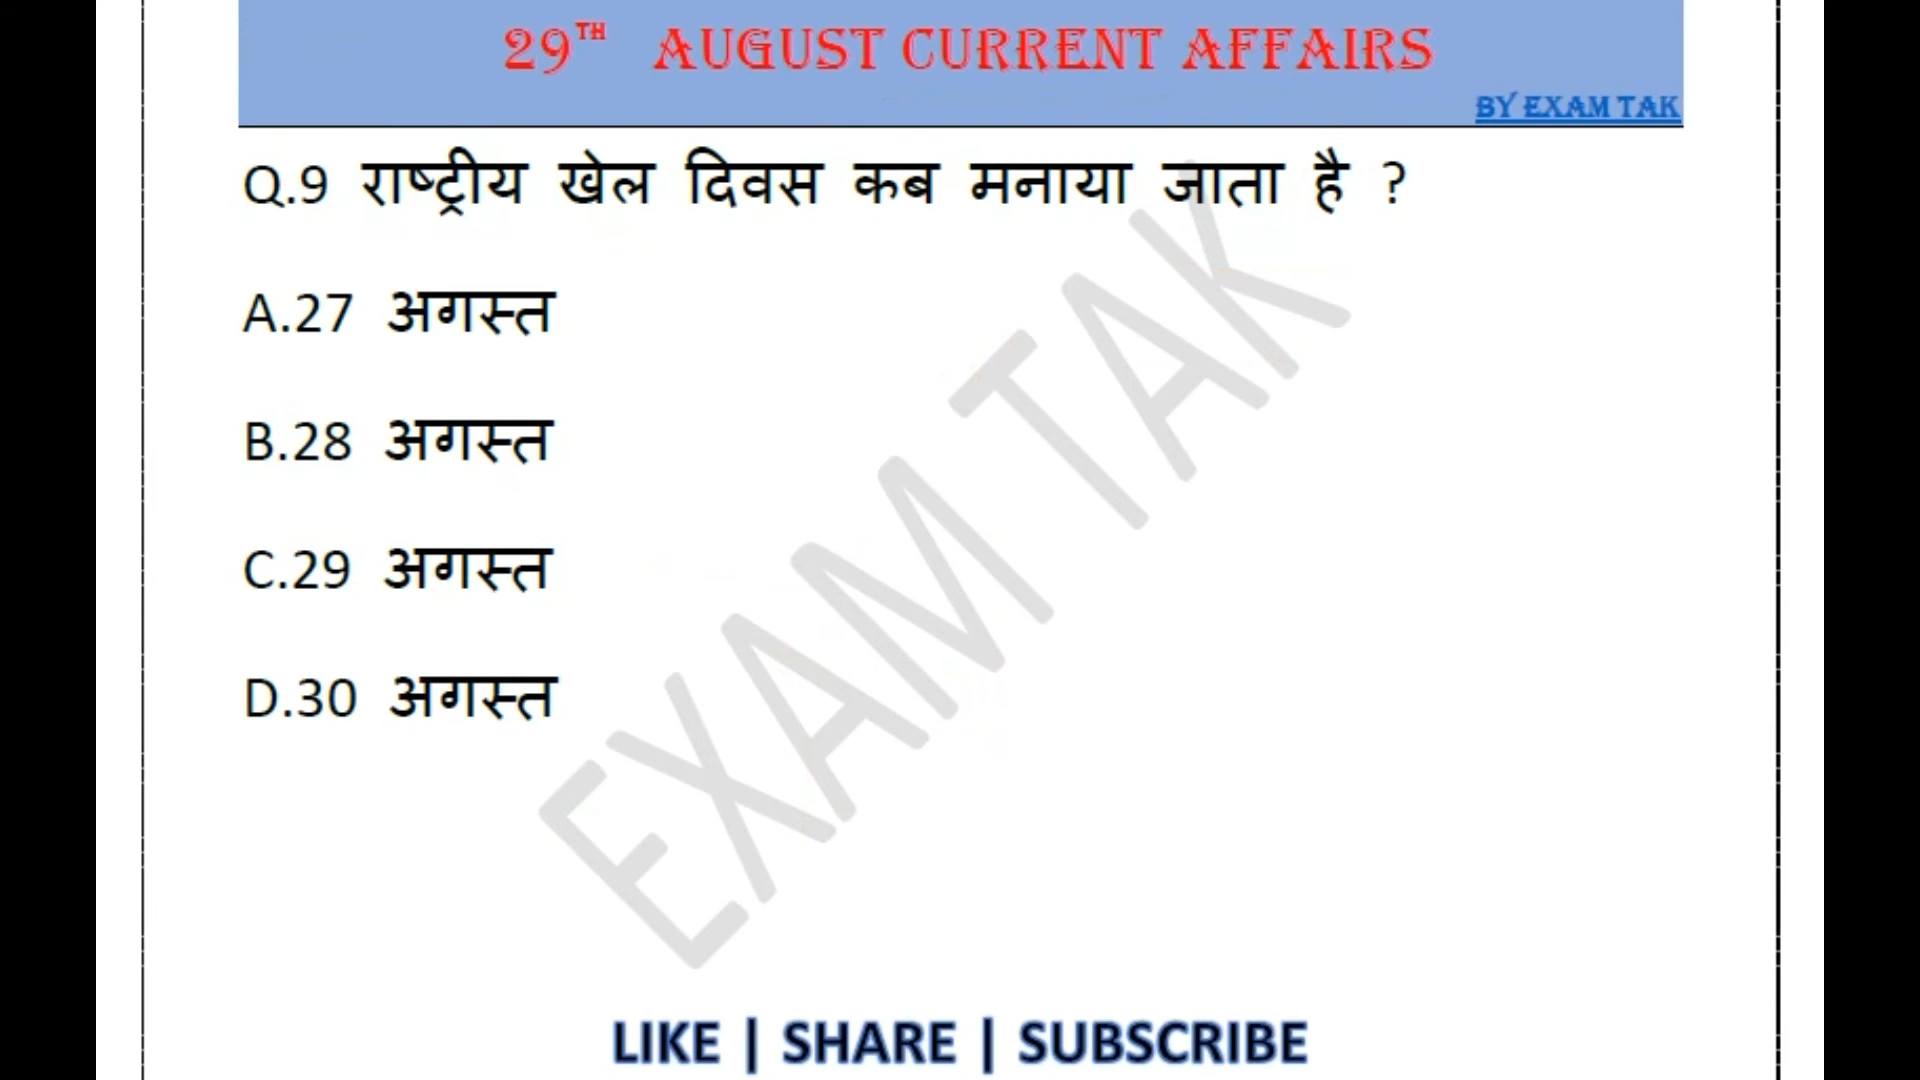 29TH AUGUST CURRENT AFFAIRS
BY EXAM TAK
Q.9 राष्ट्रीय खेल दिवस कब मनाया जाता है ?
A.27 अगस्त
B.28 अगस्त
C.29 अगस्त
D.30 अगस्त
EXAM TAK
LIKE | SHARE | SUBSCRIBE